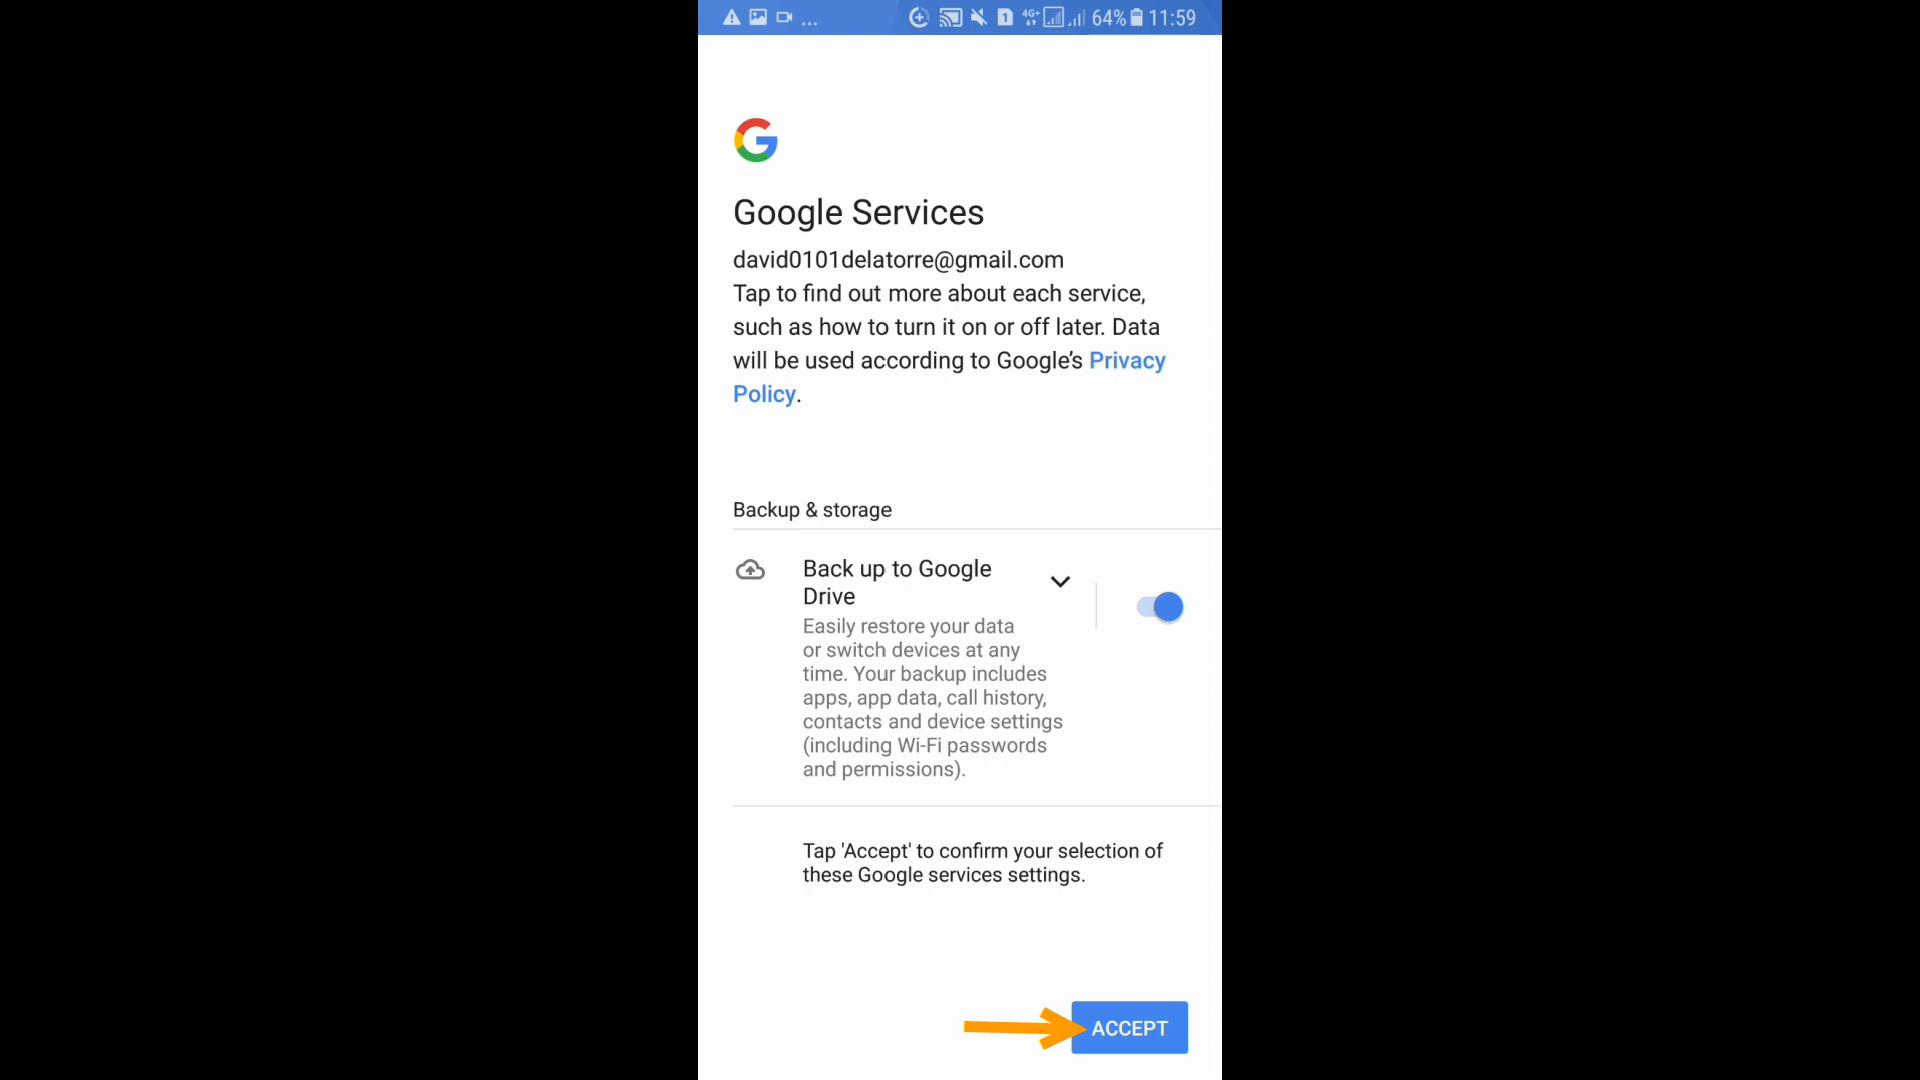 ... 1 4G+ 64% 11:59
G
Google Services
david0101delatorre@gmail.com
Tap to find out more about each service,
such as how to turn it on or off later. Data
will be used according to Google's Privacy
Policy.
Backup & storage
Back up to Google
Drive
Easily restore your data
or switch devices at any
time. Your backup includes
apps, app data, call history,
contacts and device settings
(including Wi-Fi passwords
and permissions).
Tap 'Accept' to confirm your selection of
these Google services settings.
ACCEPT